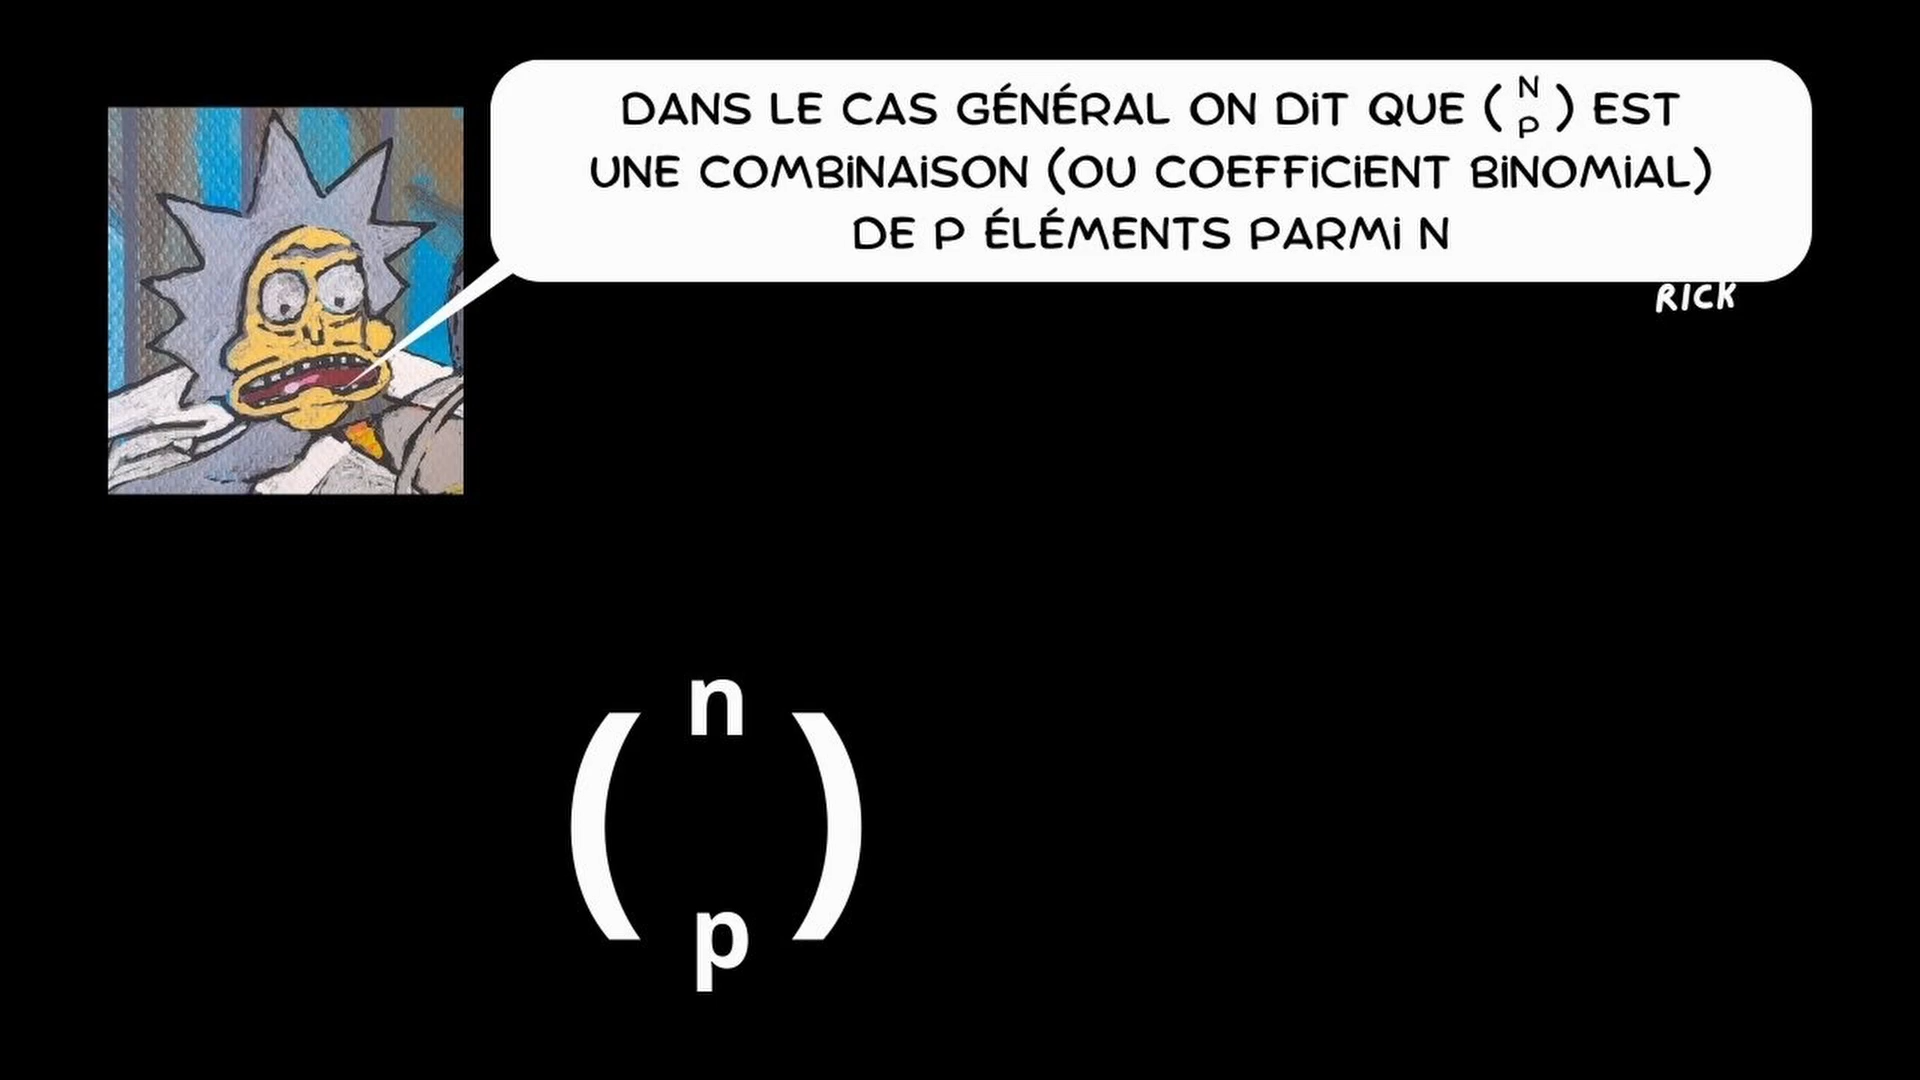 DANS LE CAS GÉNÉRAL ON DIT QUE (N P) EST
UNE COMBINAISON (OU COEFFICIENT BINOMIAL)
DE P ÉLÉMENTS PARMI N
RICK
(n p)